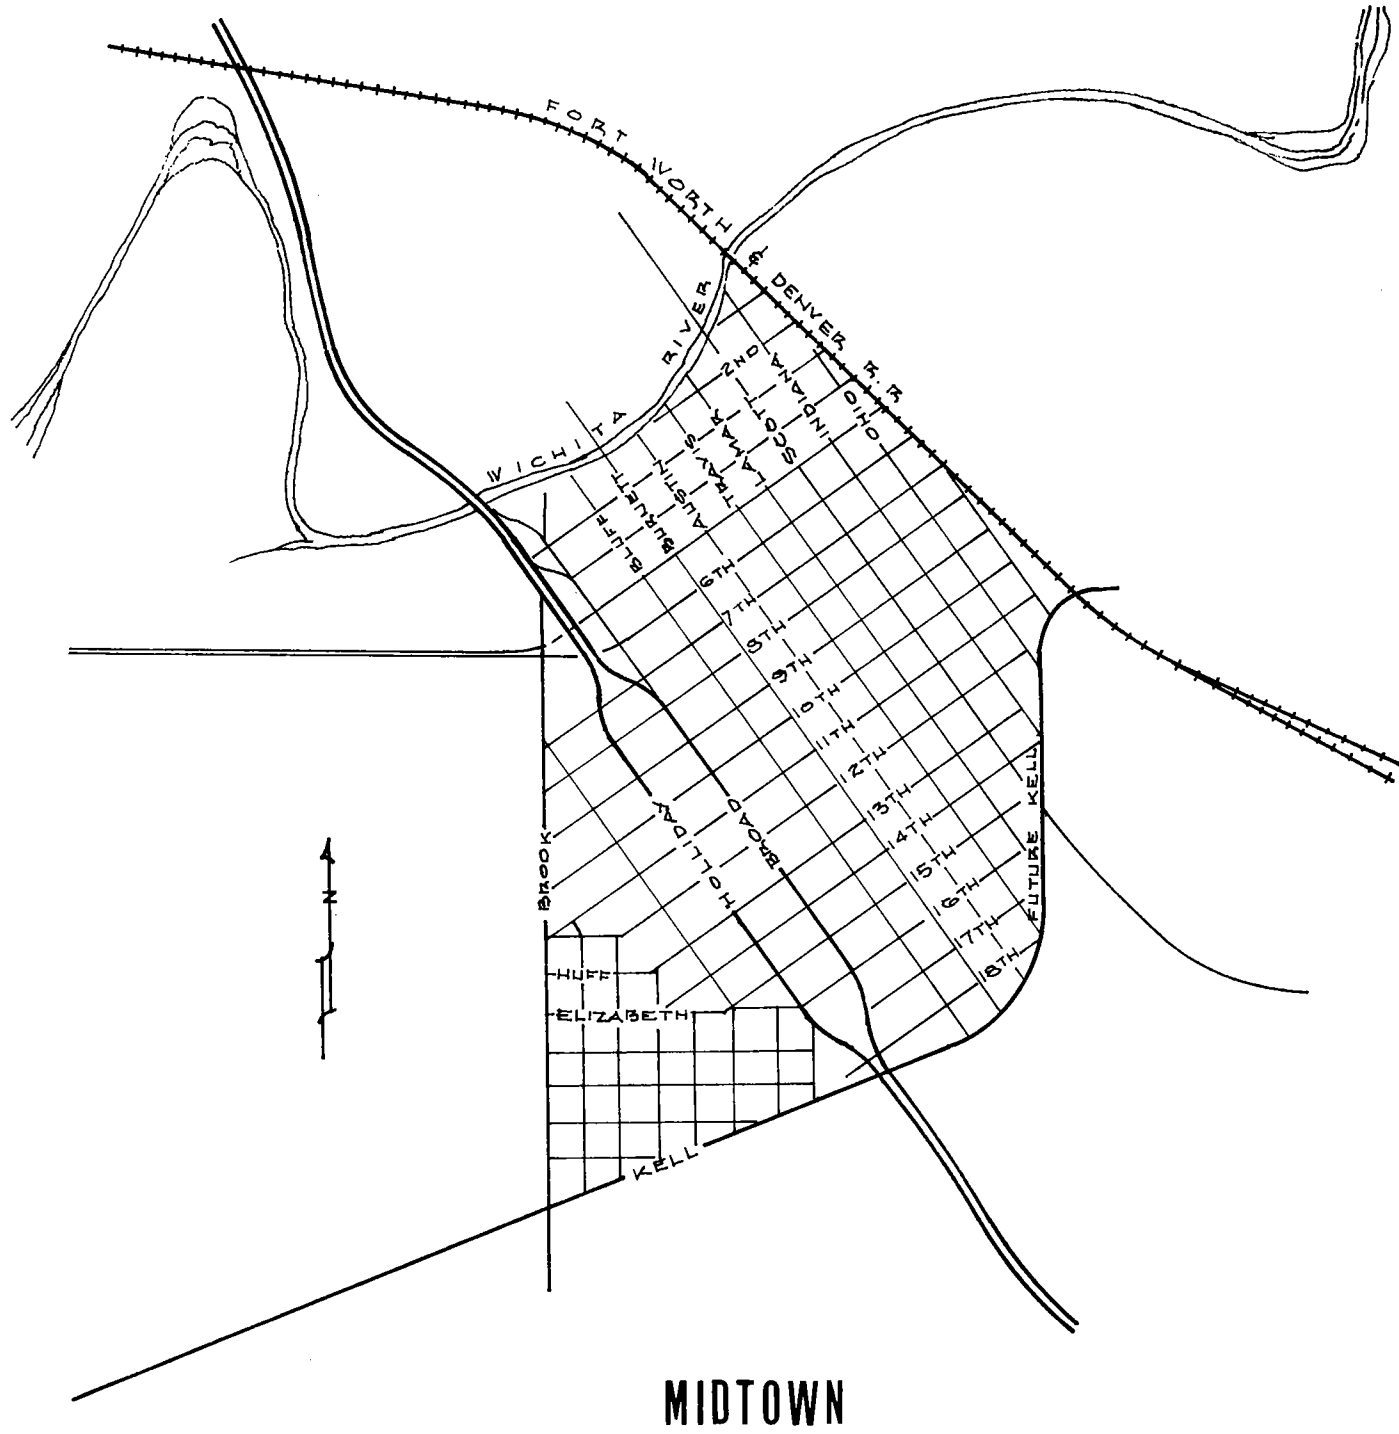 FORT WORTH & DENVER R.R
WICHITA RIVER
2ND
INDIANA
OHIO
SCOTT
LAMAR
TRAVIS
AUSTIN
BURNETT
BLUFF
6TH
7TH
8TH
9TH
10TH
11TH
12TH
13TH
14TH
15TH
16TH
17TH
18TH
FUTURE KELL
BROAD
HOLLIDAY
BROOK
N
HUFF
ELIZABETH
KELL
MIDTOWN